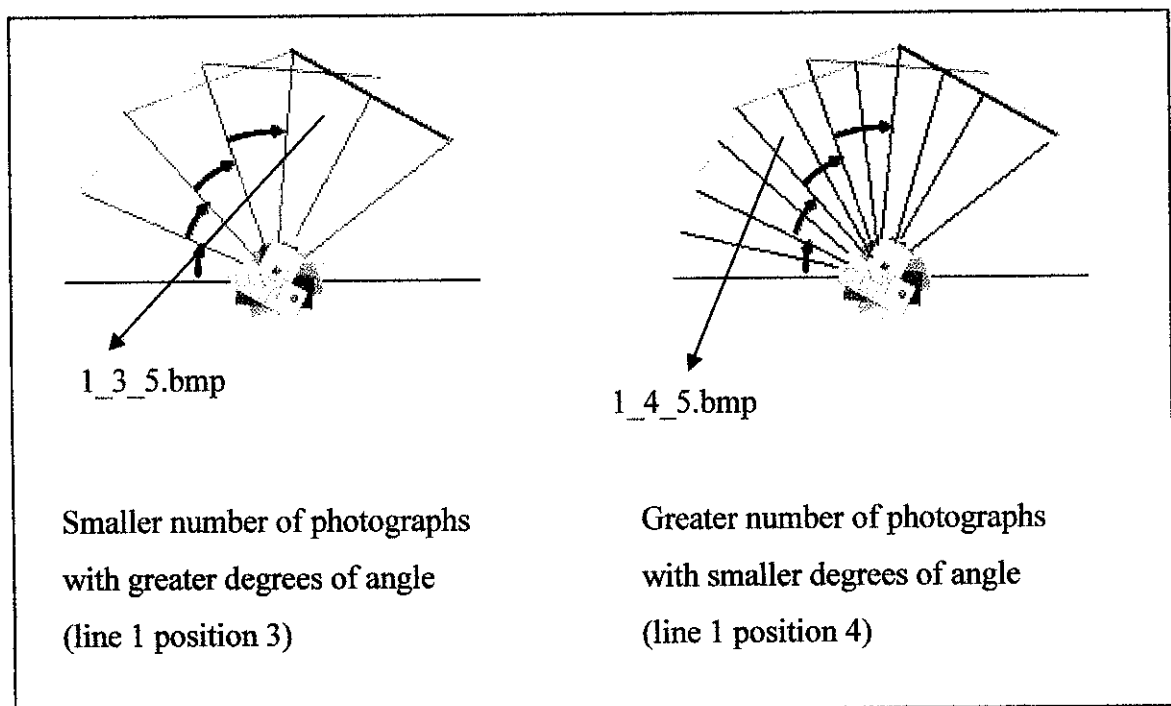 1_3_5.bmp
1_4_5.bmp
Smaller number of photographs
with greater degrees of angle
(line 1 position 3)
Greater number of photographs
with smaller degrees of angle
(line 1 position 4)